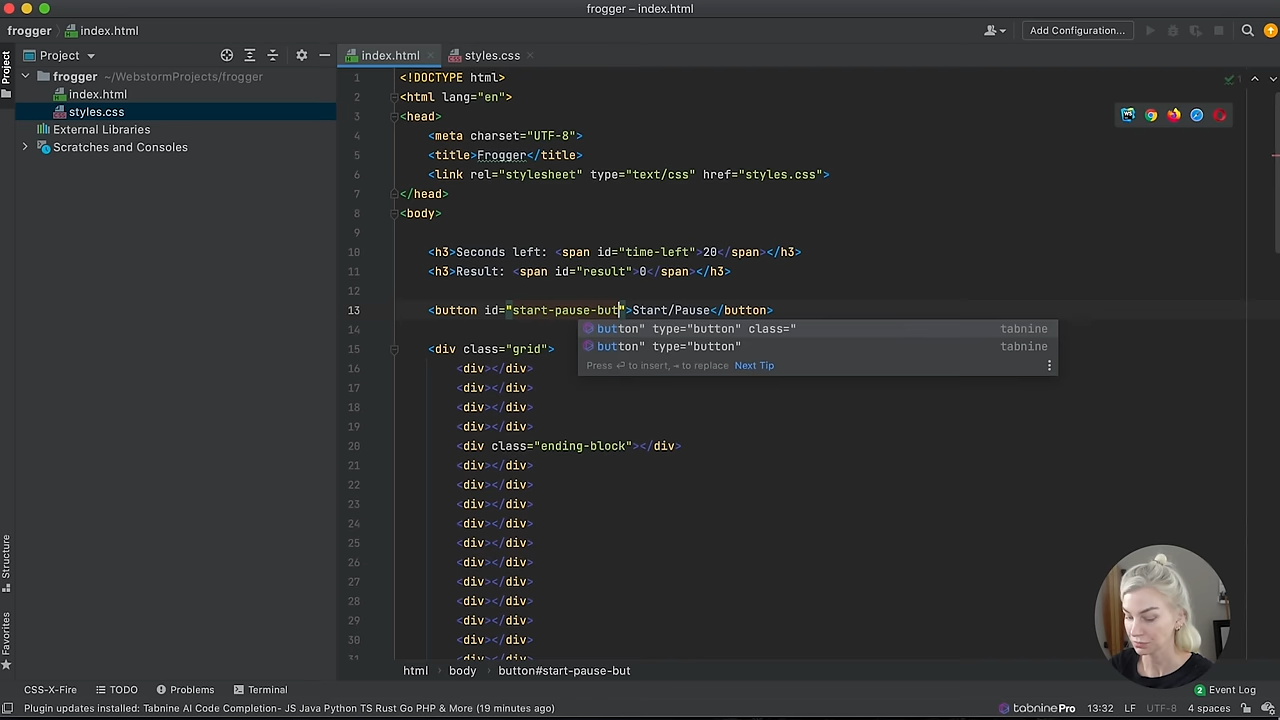 frogger – index.html
frogger 〉 index.html
Add Configuration...
Project
Project
index.html
styles.css
frogger ~/WebstormProjects/frogger
index.html
styles.css
External Libraries
Scratches and Consoles
1 <!DOCTYPE html>
2 <html lang="en">
3 <head>
4 <meta charset="UTF-8">
5 <title>Frogger</title>
6 <link rel="stylesheet" type="text/css" href="styles.css">
7 </head>
8 <body>
9
10 <h3>Seconds left: <span id="time-left">20</span></h3>
11 <h3>Result: <span id="result">0</span></h3>
12
13 <button id="start-pause-but">Start/Pause</button>
14
button" type="button" class=" tabnine
button" type="button" tabnine
Press ⏎ to insert, ⇥ to replace Next Tip
15 <div class="grid">
16 <div></div>
17 <div></div>
18 <div></div>
19 <div></div>
20 <div class="ending-block"></div>
21 <div></div>
22 <div></div>
23 <div></div>
24 <div></div>
25 <div></div>
26 <div></div>
27 <div></div>
28 <div></div>
29 <div></div>
30 <div></div>
31 <div></div>
1
Structure
Favorites
html 〉 body 〉 button#start-pause-but
CSS-X-Fire
TODO
Problems
Terminal
2 Event Log
Plugin updates installed: Tabnine AI Code Completion- JS Java Python TS Rust Go PHP & More (19 minutes ago)
tabninePro
13:32
LF
UTF-8
4 spaces